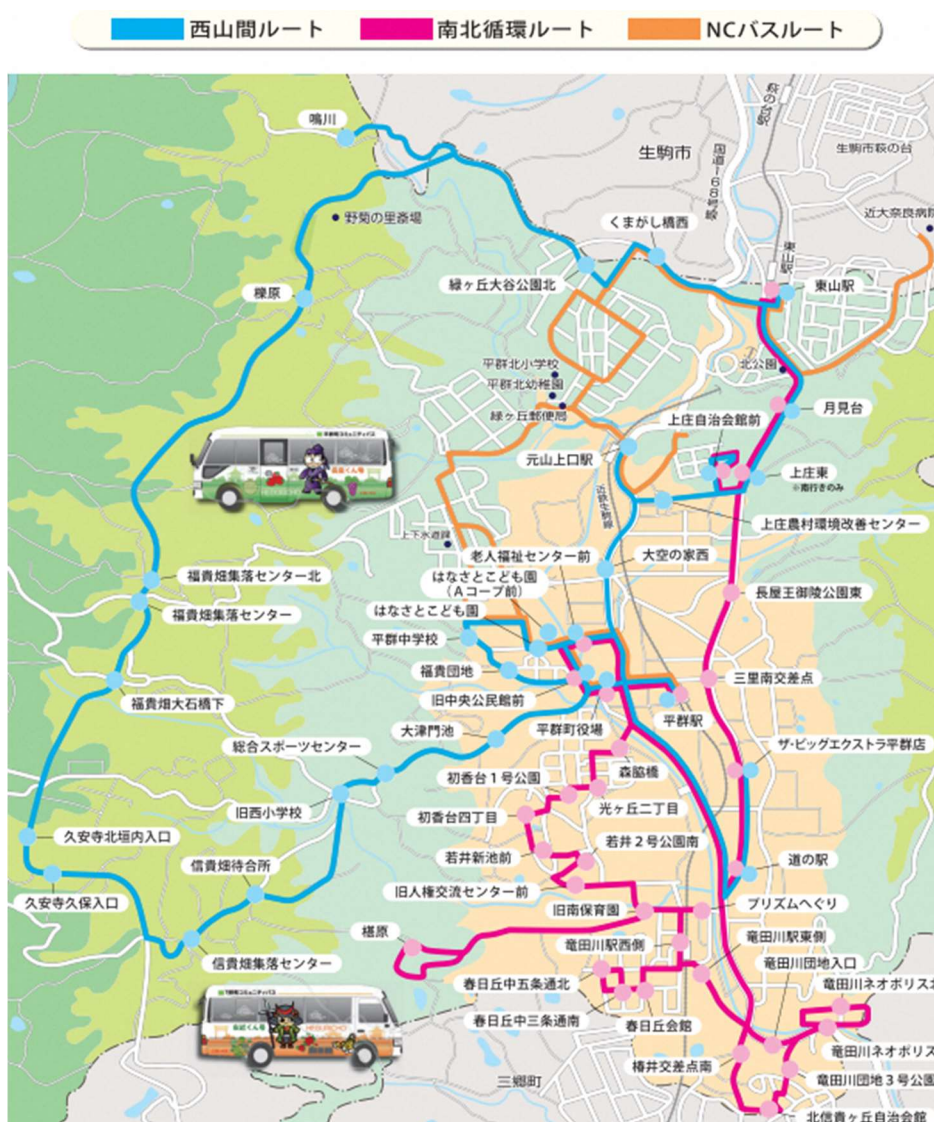 西山間ルート
南北循環ルート
NCバスルート
鳴川
生駒市
国道168号線
萩の台駅
生駒市萩の台
近大奈良病院
野菊の里斎場
くまがし橋西
東山駅
東山駅
緑ヶ丘大谷公園北
櫟原
平群北小学校
平群北幼稚園
緑ヶ丘郵便局
北公園
月見台
上庄自治会館前
元山上口駅
上庄東
※南行きのみ
近鉄生駒線
上庄農村環境改善センター
上下水道課
老人福祉センター前
大空の家西
はなさとこども園
(Aコープ前)
はなさとこども園
長屋王御陵公園東
福貴畑集落センター北
福貴畑集落センター
平群中学校
福貴団地
三里南交差点
福貴畑大石橋下
旧中央公民館前
平群町役場
平群駅
大津門池
総合スポーツセンター
ザ・ビッグエクストラ平群店
森脇橋
初香台1号公園
旧西小学校
光ヶ丘二丁目
初香台四丁目
若井2号公園南
久安寺北垣内入口
若井新池前
道の駅
信貴畑待合所
旧人権交流センター前
久安寺久保入口
旧南保育園
プリズムへぐり
椹原
竜田川駅西側
竜田川駅東側
信貴畑集落センター
竜田川団地入口
春日丘中五条通北
竜田川ネオポリス北
春日丘中三条通南
春日丘会館
竜田川ネオポリス
椿井交差点南
三郷町
竜田川団地3号公園
北信貴ヶ丘自治会館